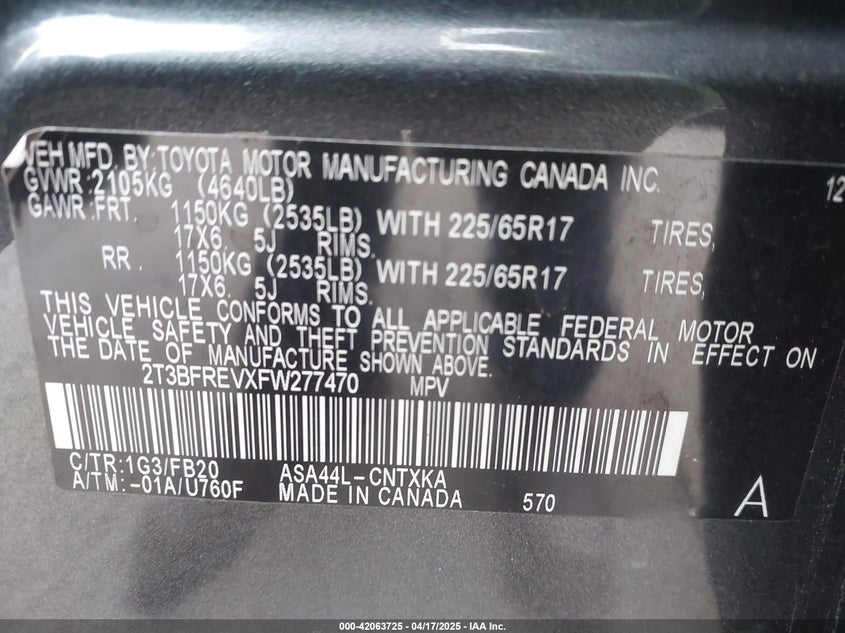 VEH MFD. BY: TOYOTA MOTOR MANUFACTURING CANADA INC. 12
GVWR: 2105KG (4640LB)
GAWR: FRT. 1150KG (2535LB) WITH 225/65R17 TIRES,
17X6. 5J RIMS.
RR. 1150KG (2535LB) WITH 225/65R17 TIRES,
17X6. 5J RIMS.
THIS VEHICLE CONFORMS TO ALL APPLICABLE FEDERAL MOTOR
VEHICLE SAFETY AND THEFT PREVENTION STANDARDS IN EFFECT ON
THE DATE OF MANUFACTURE SHOWN ABOVE.
2T3BFREVXFW277470 MPV
C/TR: 1G3/FB20 ASA44L-CNTXKA
A/TM: -01A/U760F MADE IN CANADA 570 A
000-42063725 - 04/17/2025 - IAA Inc.